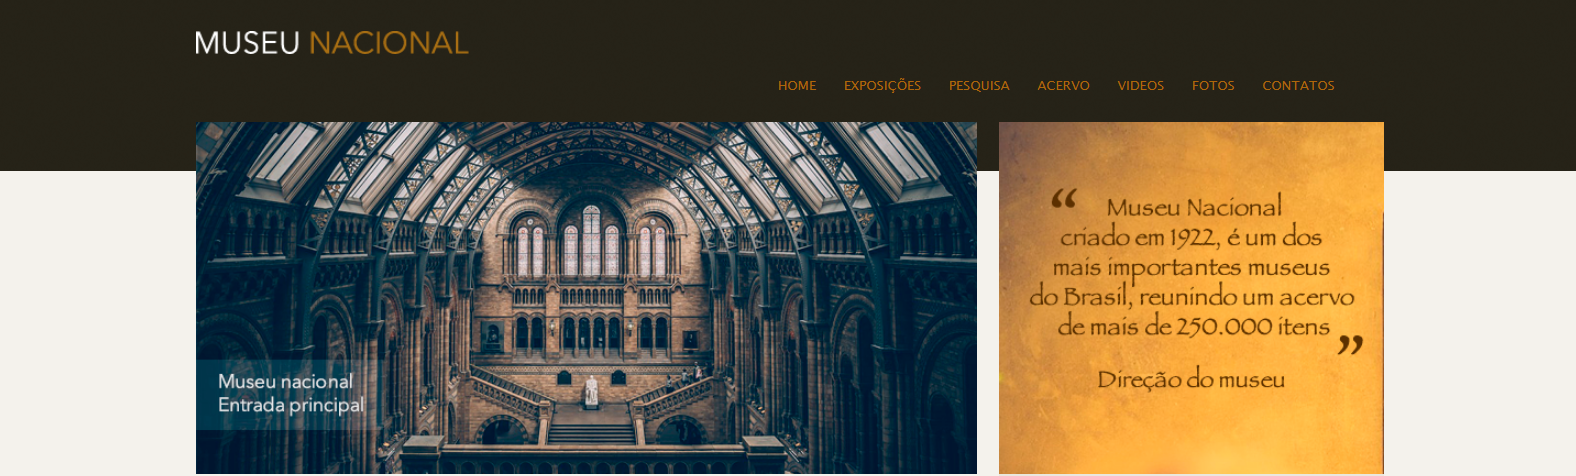 MUSEU NACIONAL
HOME EXPOSIÇÕES PESQUISA ACERVO VIDEOS FOTOS CONTATOS
Museu nacional
Entrada principal
“ Museu Nacional
criado em 1922, é um dos
mais importantes museus
do Brasil, reunindo um acervo
de mais de 250.000 itens ”
Direção do museu